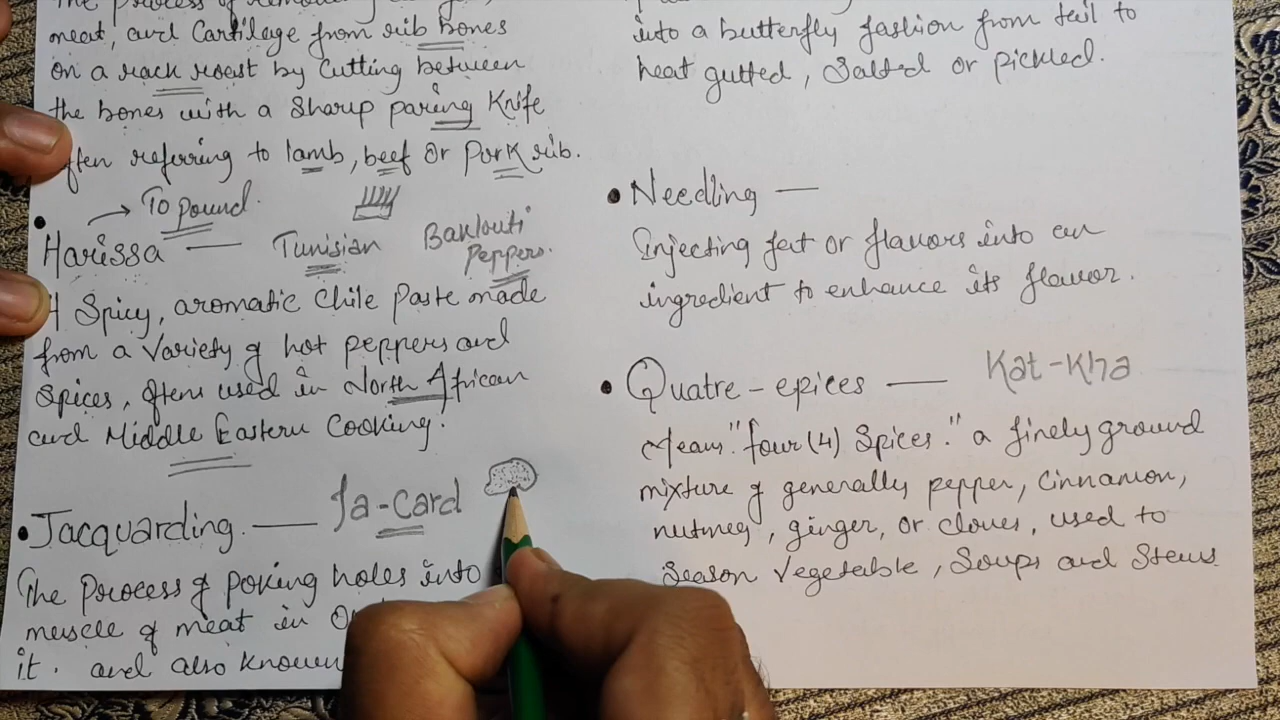 The Process of removing
meat, and Cartilage from rib bones
on a rack roast by cutting between
the bones with a sharp paring Knife
often referring to lamb, beef or Pork rib.
To pound.
Harissa — Tunisian Baklouti Peppers.
A Spicy, aromatic Chile Paste made
from a variety of hot peppers and
Spices, often used in North African
and Middle Eastern Cooking.
• Jacquarding. — Ja-Card
The Process of poking holes into
muscle of meat in
it. and also known
into a butterfly fashion from tail to
heat gutted, Salted or pickled.
• Needling —
Injecting fat or flavors into an
ingredient to enhance its flavor.
• Quatre-epices — Kat-Kha
Means "four (4) Spices." a finely ground
mixture of generally pepper, Cinnamon,
nutmeg, ginger, or cloves, used to
Season vegetable, Soups and Stews